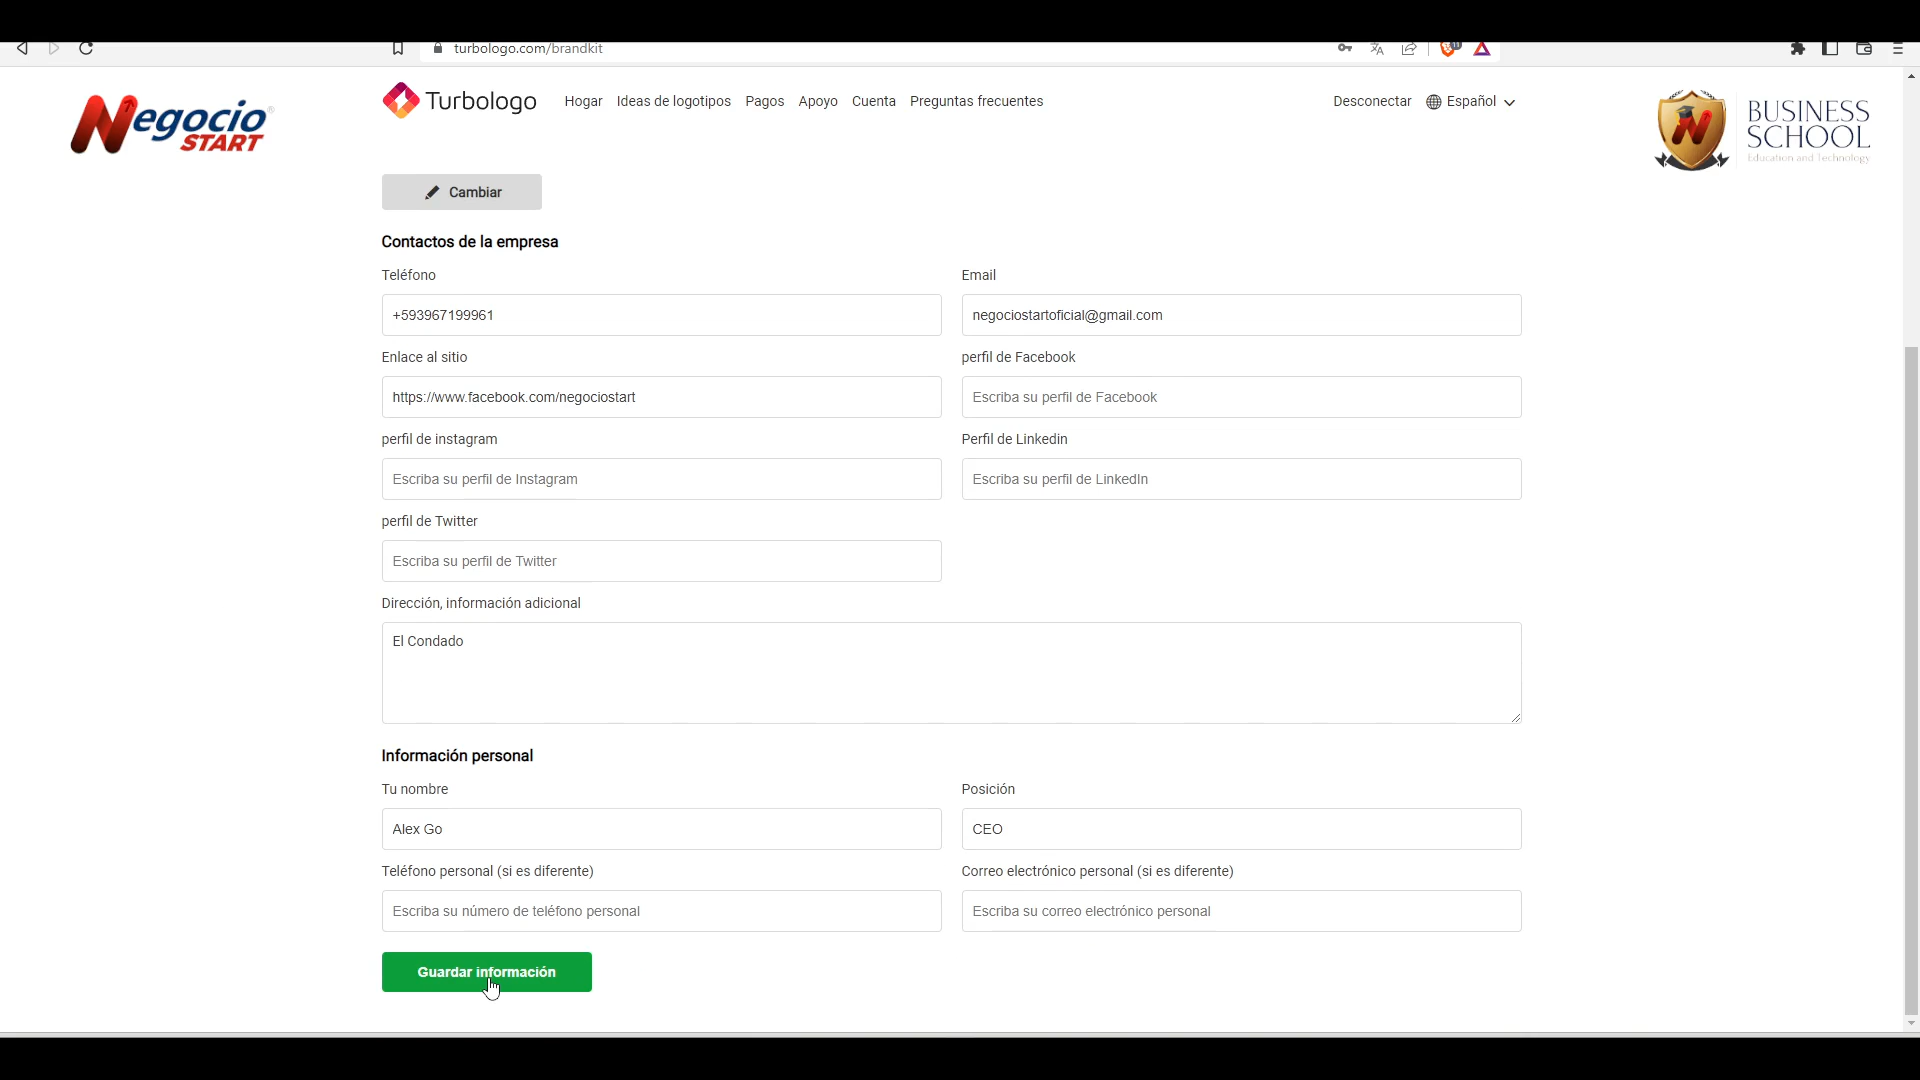 turbologo.com/brandkit
Negocio START®
Turbologo Hogar Ideas de logotipos Pagos Apoyo Cuenta Preguntas frecuentes Desconectar Español
BUSINESS
SCHOOL
Education and Technology
Cambiar
Contactos de la empresa
Teléfono Email
+593967199961 negociostartoficial@gmail.com
Enlace al sitio perfil de Facebook
https://www.facebook.com/negociostart Escriba su perfil de Facebook
perfil de instagram Perfil de Linkedin
Escriba su perfil de Instagram Escriba su perfil de LinkedIn
perfil de Twitter
Escriba su perfil de Twitter
Dirección, información adicional
El Condado
Información personal
Tu nombre Posición
Alex Go CEO
Teléfono personal (si es diferente) Correo electrónico personal (si es diferente)
Escriba su número de teléfono personal Escriba su correo electrónico personal
Guardar información